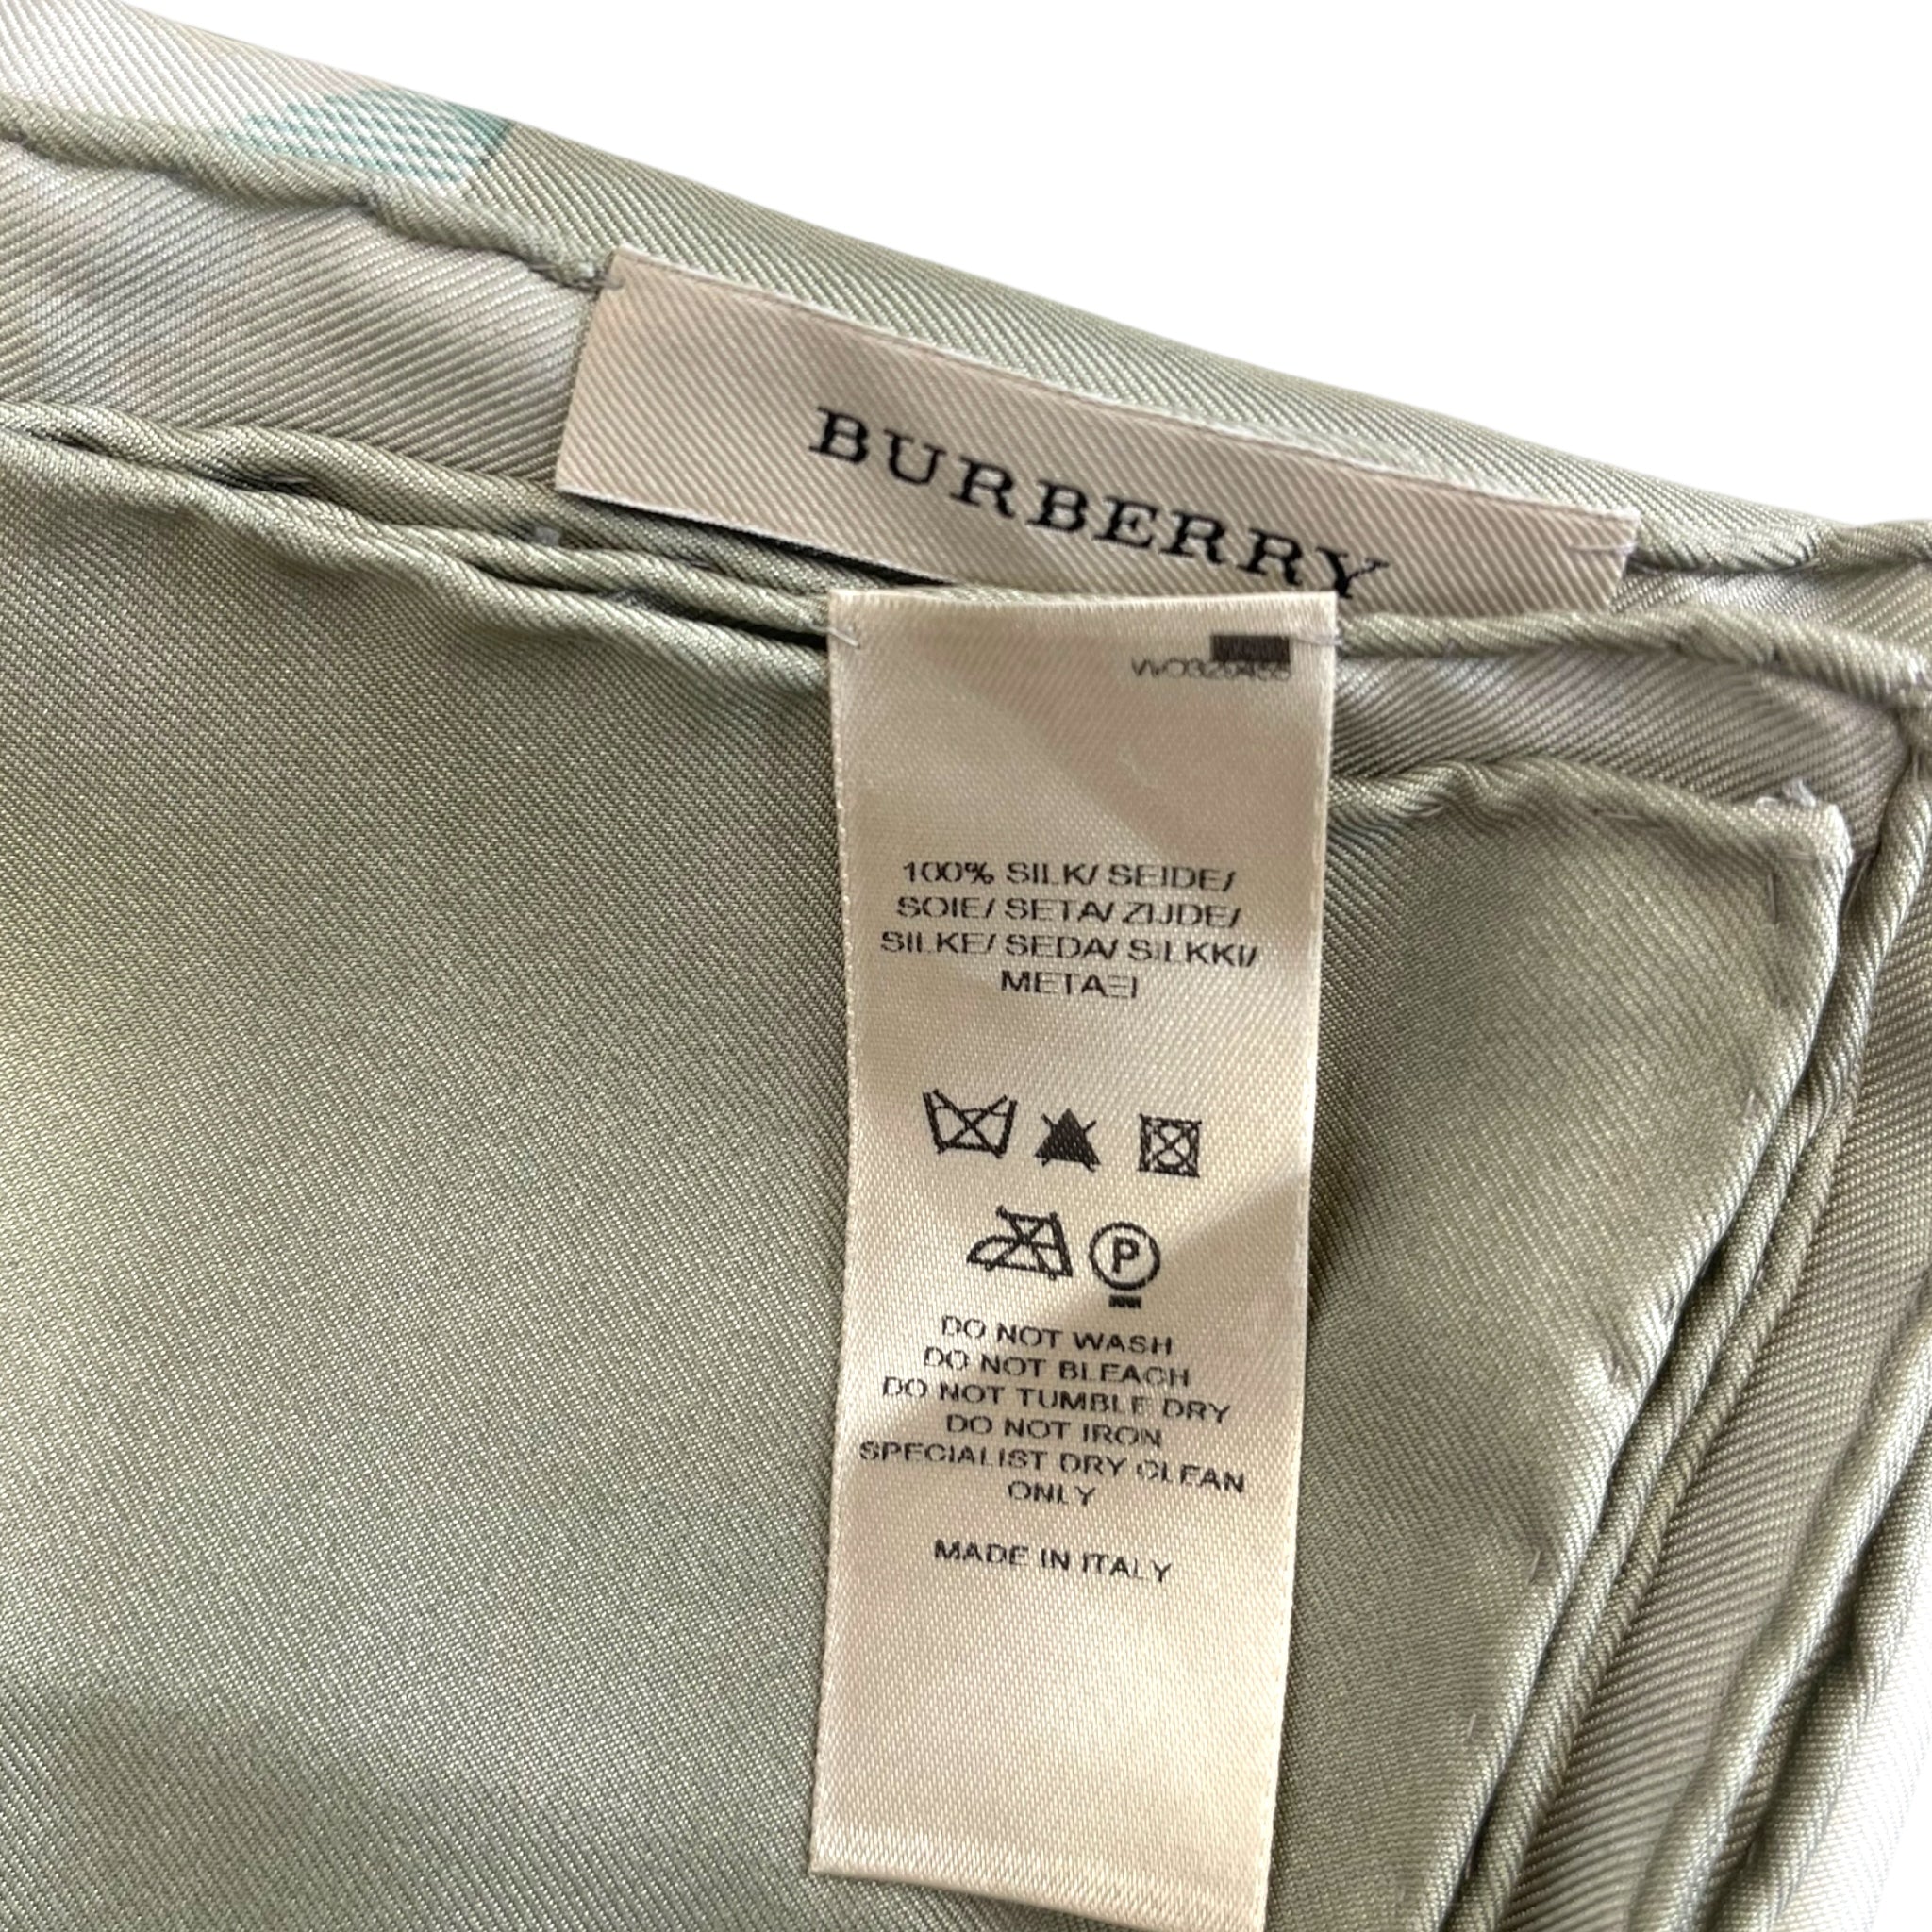 BURBERRY
100% SILK/ SEIDE/
SOIE/ SETA/ ZIJDE/
SILKE/ SEDA/ SILKKI/
ΜΕΤΑΞΙ
P
DO NOT WASH
DO NOT BLEACH
DO NOT TUMBLE DRY
DO NOT IRON
SPECIALIST DRY CLEAN
ONLY
MADE IN ITALY